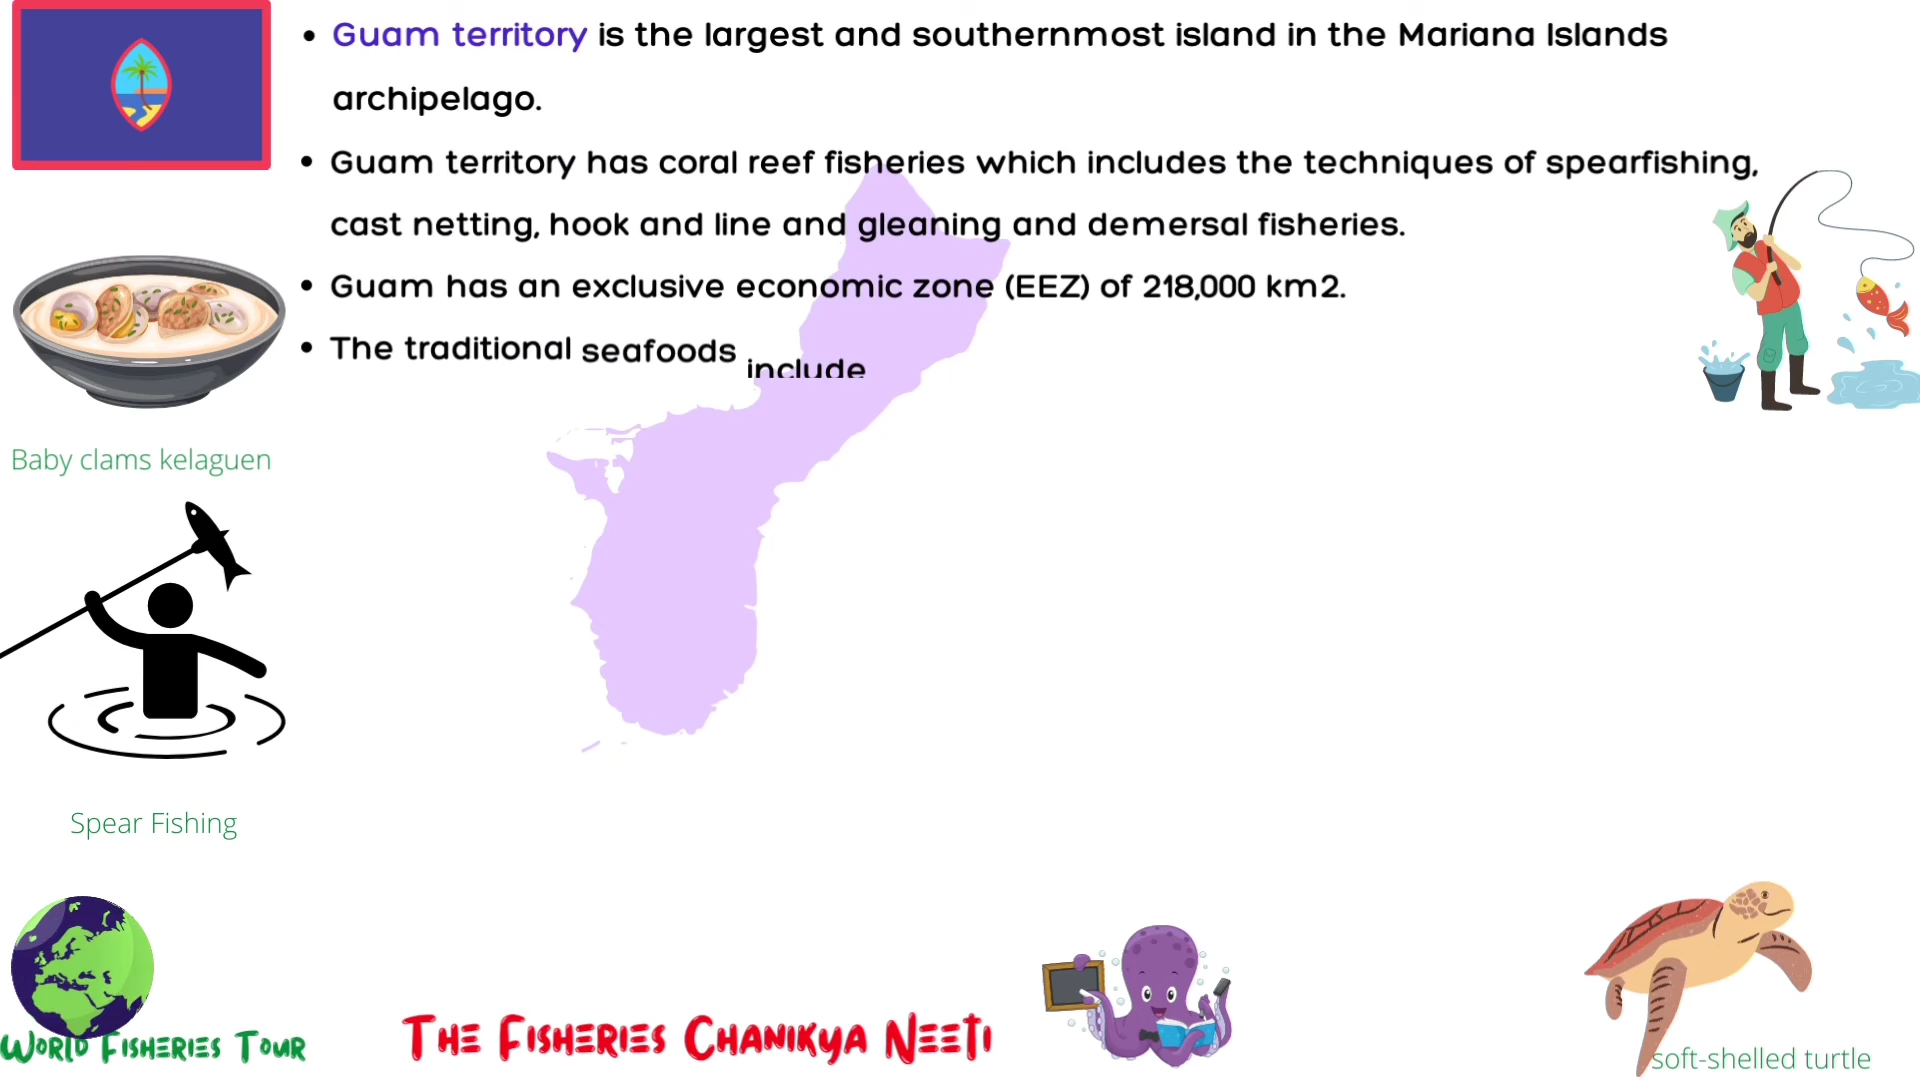 • Guam territory is the largest and southernmost island in the Mariana Islands
archipelago.
• Guam territory has coral reef fisheries which includes the techniques of spearfishing,
cast netting, hook and line and gleaning and demersal fisheries.
• Guam has an exclusive economic zone (EEZ) of 218,000 km2.
• The traditional seafoods include
Baby clams kelaguen
Spear Fishing
World Fisheries Tour
The Fisheries Chanikya Neeti
soft-shelled turtle